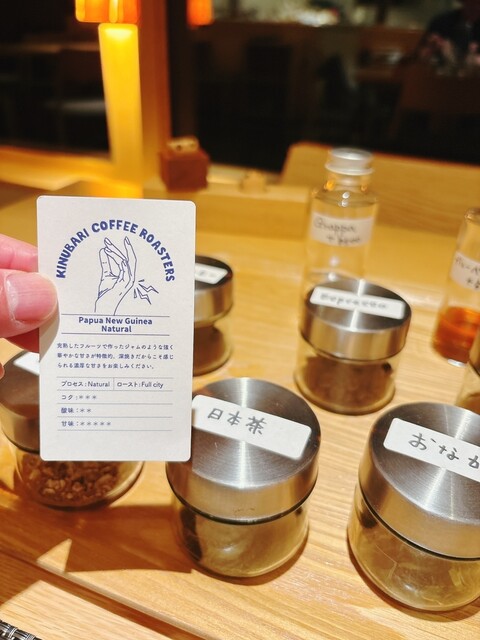 KINUBARI COFFEE ROASTERS
Papua New Guinea
Natural
完熟したフルーツで作ったジャムのような強く
華やかな甘さが特徴的。深焼きだからこそ感じ
られる濃厚な甘さをお楽しみください。
プロセス : Natural ロースト : Full city
コク : ＊＊＊
酸味 : ＊＊
甘味 : ＊＊＊＊＊
Grappa
日本茶
おなか